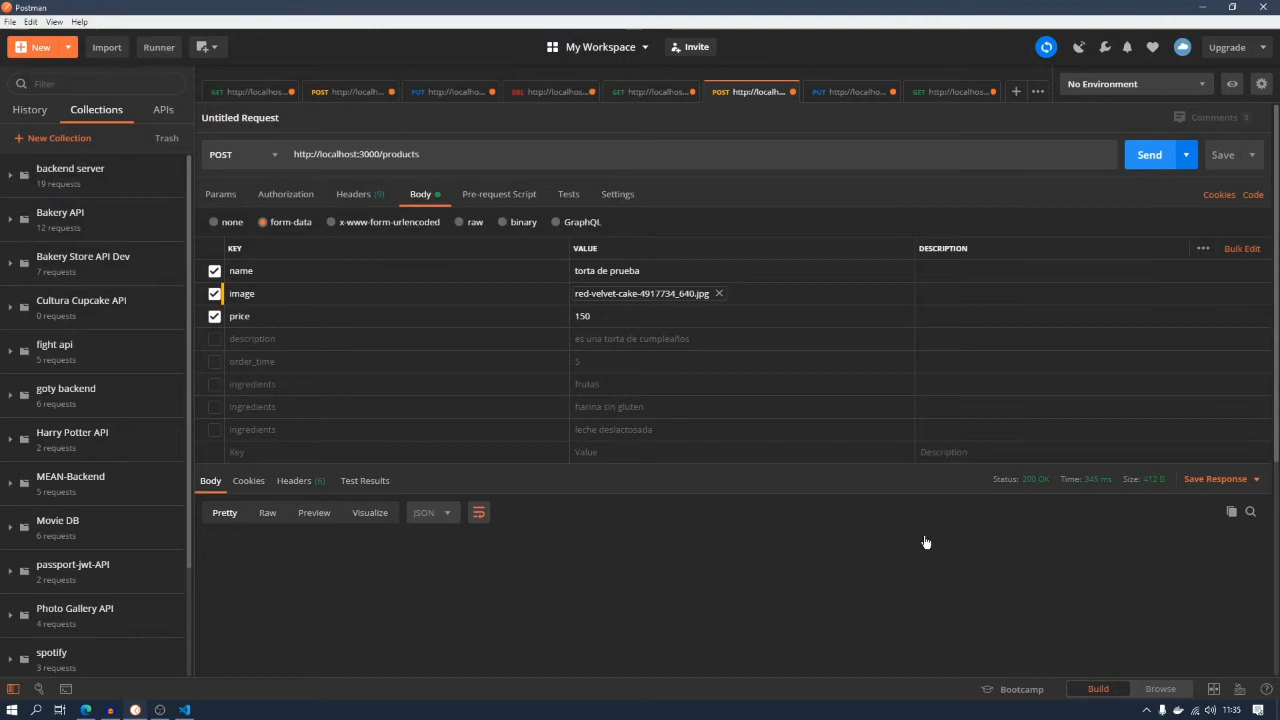 Postman
File Edit View Help
New Import Runner My Workspace Invite Upgrade
Filter
History Collections APIs
New Collection Trash
backend server
19 requests
Bakery API
12 requests
Bakery Store API Dev
7 requests
Cultura Cupcake API
0 requests
fight api
5 requests
goty backend
6 requests
Harry Potter API
2 requests
MEAN-Backend
5 requests
Movie DB
6 requests
passport-jwt-API
2 requests
Photo Gallery API
4 requests
spotify
3 requests
GET http://localhos... POST http://localh... PUT http://localhos... DEL http://localhos... GET http://localhos... POST http://localh... PUT http://localhos... GET http://localhos... No Environment
Untitled Request Comments 0
POST http://localhost:3000/products Send Save
Params Authorization Headers (9) Body Pre-request Script Tests Settings Cookies Code
none form-data x-www-form-urlencoded raw binary GraphQL
KEY VALUE DESCRIPTION Bulk Edit
name torta de prueba
image red-velvet-cake-4917734_640.jpg
price 150
description es una torta de cumpleaños
order_time 5
ingredients frutas
ingredients harina sin gluten
ingredients leche deslactosada
Key Value Description
Body Cookies Headers (6) Test Results Status: 200 OK Time: 345 ms Size: 412 B Save Response
Pretty Raw Preview Visualize JSON
Bootcamp Build Browse
11:35